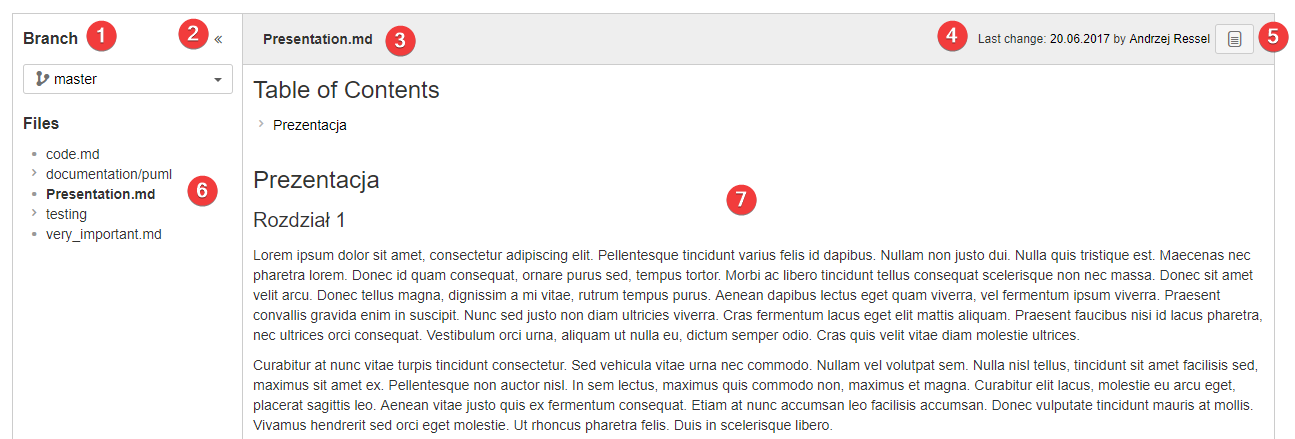 Branch 1 2 «
master
Files
code.md
documentation/puml
Presentation.md
testing
very_important.md
6
Presentation.md 3 4 Last change: 20.06.2017 by Andrzej Ressel 5
Table of Contents
Prezentacja
Prezentacja
7
Rozdział 1
Lorem ipsum dolor sit amet, consectetur adipiscing elit. Pellentesque tincidunt varius felis id dapibus. Nullam non justo dui. Nulla quis tristique est. Maecenas nec
pharetra lorem. Donec id quam consequat, ornare purus sed, tempus tortor. Morbi ac libero tincidunt tellus consequat scelerisque non nec massa. Donec sit amet
velit arcu. Donec tellus magna, dignissim a mi vitae, rutrum tempus purus. Aenean dapibus lectus eget quam viverra, vel fermentum ipsum viverra. Praesent
convallis gravida enim in suscipit. Nunc sed justo non diam ultricies viverra. Cras fermentum lacus eget elit mattis aliquam. Praesent faucibus nisi id lacus pharetra,
nec ultrices orci consequat. Vestibulum orci urna, aliquam ut nulla eu, dictum semper odio. Cras quis velit vitae diam molestie ultrices.
Curabitur at nunc vitae turpis tincidunt consectetur. Sed vehicula vitae urna nec commodo. Nullam vel volutpat sem. Nulla nisl tellus, tincidunt sit amet facilisis sed,
maximus sit amet ex. Pellentesque non auctor nisl. In sem lectus, maximus quis commodo non, maximus et magna. Curabitur elit lacus, molestie eu arcu eget,
placerat sagittis leo. Aenean vitae justo quis ex fermentum consequat. Etiam at nunc accumsan leo facilisis accumsan. Donec vulputate tincidunt mauris at mollis.
Vivamus hendrerit sed orci eget molestie. Ut rhoncus pharetra felis. Duis in scelerisque libero.